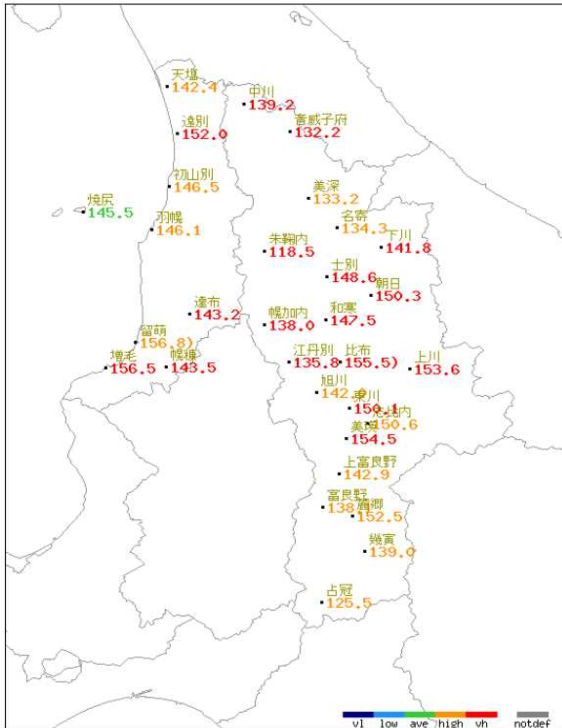 天塩
142.4
中川
139.2
音威子府
132.2
遠別
152.0
初山別
146.5
美深
133.2
焼尻
145.5
羽幌
146.1
名寄
134.3
下川
141.8
朱鞠内
118.5
士別
148.6
朝日
150.3
達布
143.2
幌加内
138.0
和寒
147.5
留萌
156.8)
増毛
156.5
幌糠
143.5
江丹別
135.8
比布
155.5)
上川
153.6
旭川
東川
150.1
志比内
150.6
美瑛
154.5
上富良野
142.9
富良野
麓郷
152.5
幾寅
139.0
占冠
125.5
vl low ave high vh notdef